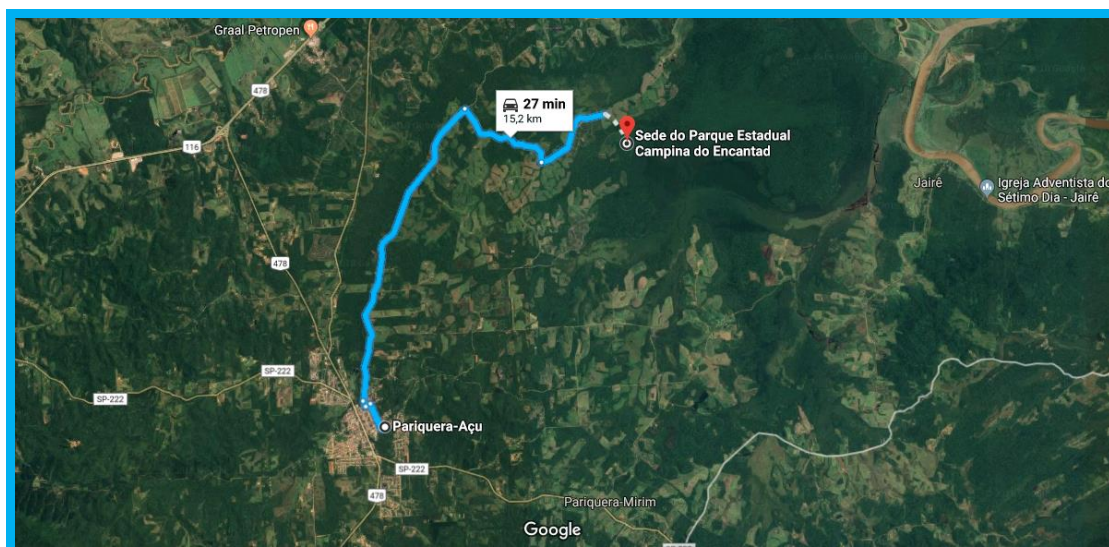 Graal Petropen
478
116
27 min
15,2 km
Sede do Parque Estadual
Campina do Encantad
Jairê
Igreja Adventista do
Sétimo Dia - Jairê
478
SP-222
SP-222
Pariquera-Açu
SP-222
478
Pariquera-Mirim
Google